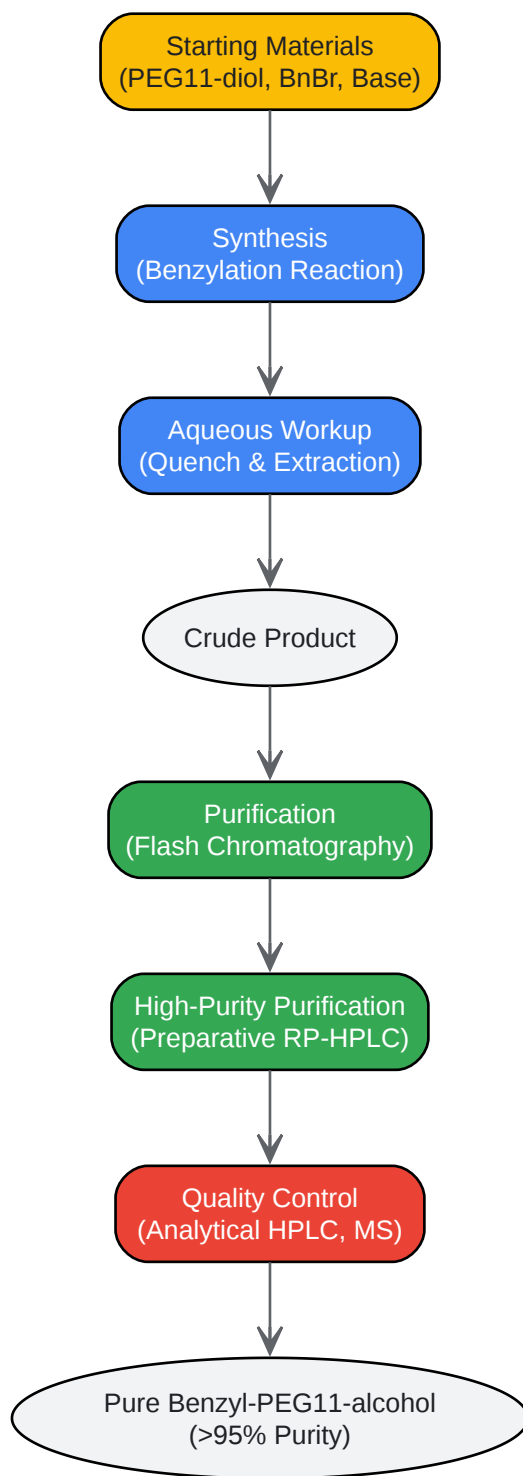 Starting Materials
(PEG11-diol, BnBr, Base)
Synthesis
(Benzylation Reaction)
Aqueous Workup
(Quench & Extraction)
Crude Product
Purification
(Flash Chromatography)
High-Purity Purification
(Preparative RP-HPLC)
Quality Control
(Analytical HPLC, MS)
Pure Benzyl-PEG11-alcohol
(>95% Purity)